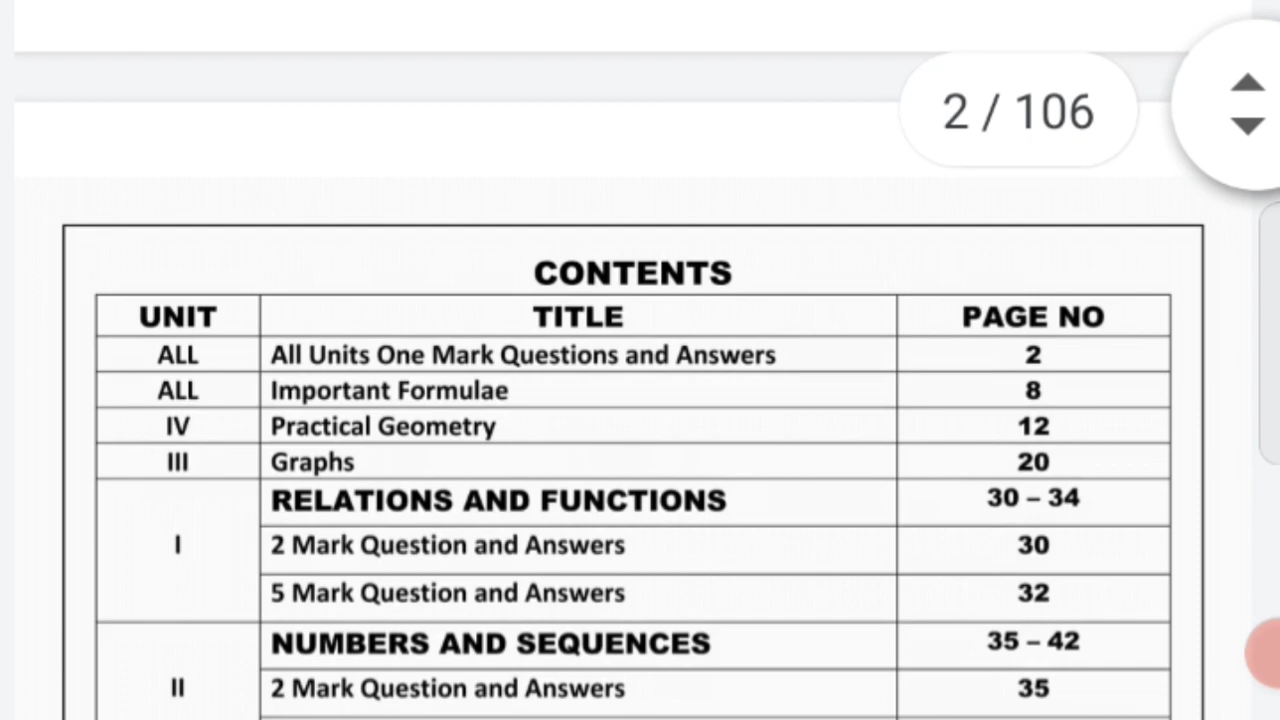 2 / 106
CONTENTS
UNIT TITLE PAGE NO
ALL All Units One Mark Questions and Answers 2
ALL Important Formulae 8
IV Practical Geometry 12
III Graphs 20
RELATIONS AND FUNCTIONS 30 – 34
I 2 Mark Question and Answers 30
5 Mark Question and Answers 32
NUMBERS AND SEQUENCES 35 – 42
II 2 Mark Question and Answers 35